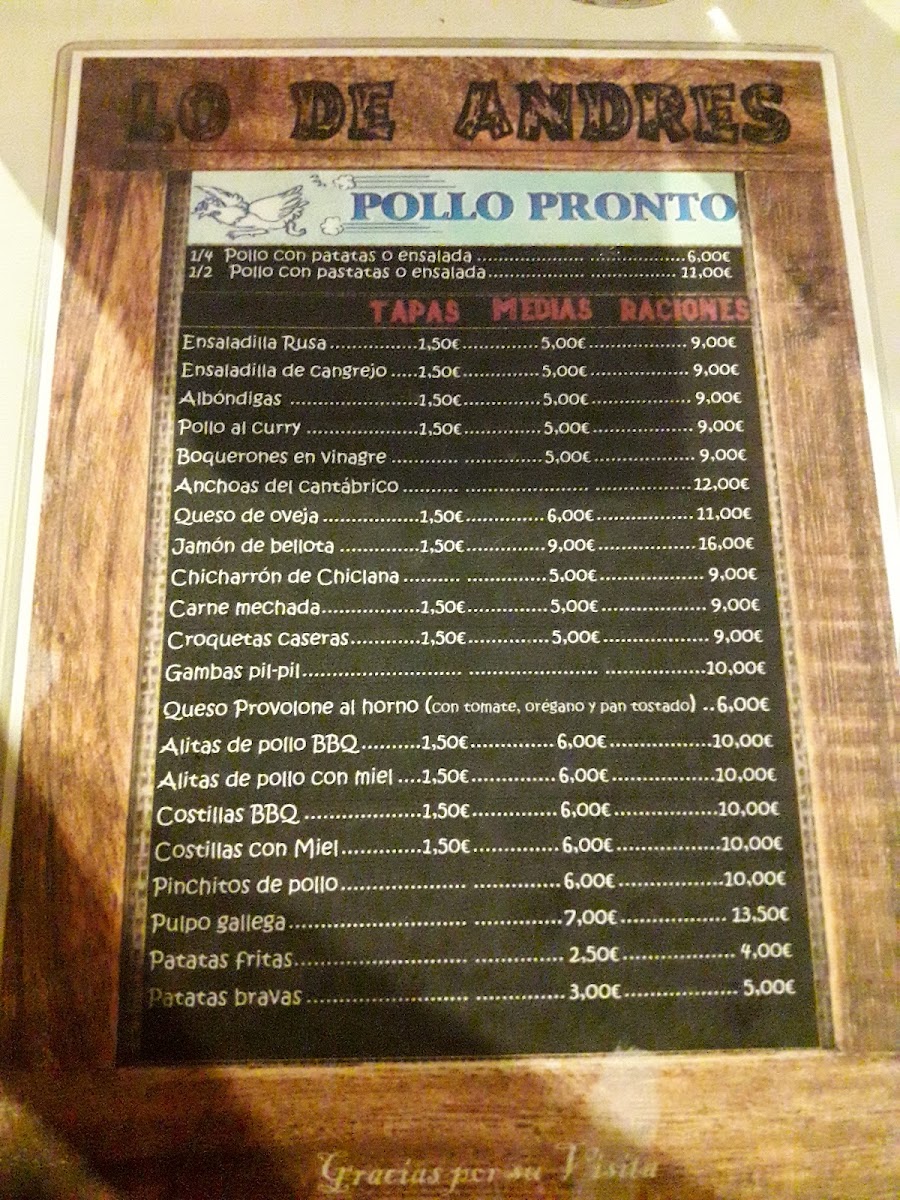 LO DE ANDRES
POLLO PRONTO
1/4 Pollo con patatas o ensalada ...................... ......................6,00€
1/2 Pollo con pastatas o ensalada................... ....................11,00€
TAPAS MEDIAS RACIONES
Ensaladilla Rusa................1,50€..............5,00€..................9,00€
Ensaladilla de cangrejo .....1,50€..............5,00€..................9,00€
Albóndigas .......................1,50€..............5,00€..................9,00€
Pollo al curry ....................1,50€..............5,00€..................9,00€
Boquerones en vinagre ............ ..............5,00€..................9,00€
Anchoas del cantábrico.......... ....................... ................12,00€
Queso de oveja.................1,50€..............6,00€................11,00€
Jamón de bellota ..............1,50€..............9,00€................16,00€
Chicharrón de Chiclana.......... ..............5,00€................... 9,00€
Carne mechada.................1,50€..............5,00€................... 9,00€
Croquetas caseras............1,50€..............5,00€................... 9,00€
Gambas pil-pil........................... ...................... .................10,00€
Queso Provolone al horno (con tomate, orégano y pan tostado) ..6,00€
Alitas de pollo BBQ..........1,50€..............6,00€..................10,00€
Alitas de pollo con miel ....1,50€..............6,00€..................10,00€
Costillas BBQ ....................1,50€..............6,00€..................10,00€
Costillas con Miel..............1,50€..............6,00€..................10,00€
Pinchitos de pollo..................... ..............6,00€..................10,00€
Pulpo gallega.............................. ..............7,00€.................. 13,50€
Patatas fritas............................. .............. 2,50€................... 4,00€
Patatas bravas ........................... ...............3,00€................... 5,00€
Gracias por su Visita